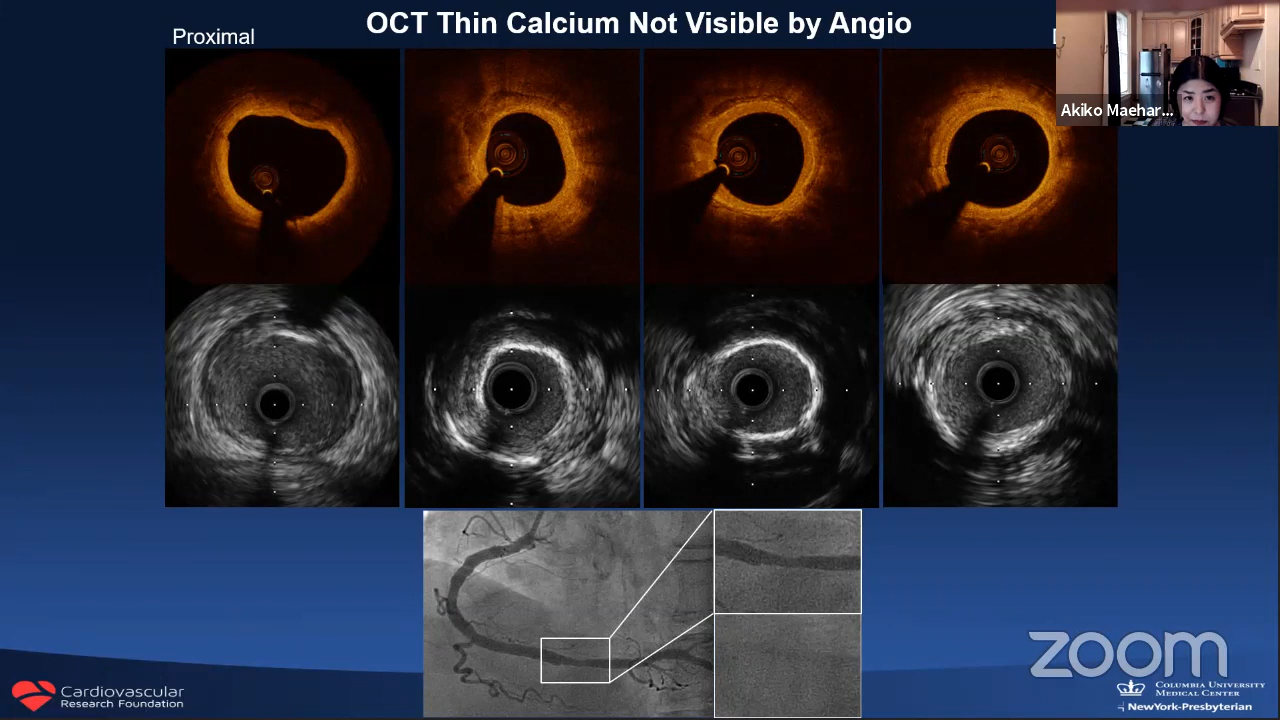 OCT Thin Calcium Not Visible by Angio
Proximal
Akiko Maehar...
zoom
Cardiovascular
Research Foundation
COLUMBIA UNIVERSITY
MEDICAL CENTER
NewYork-Presbyterian